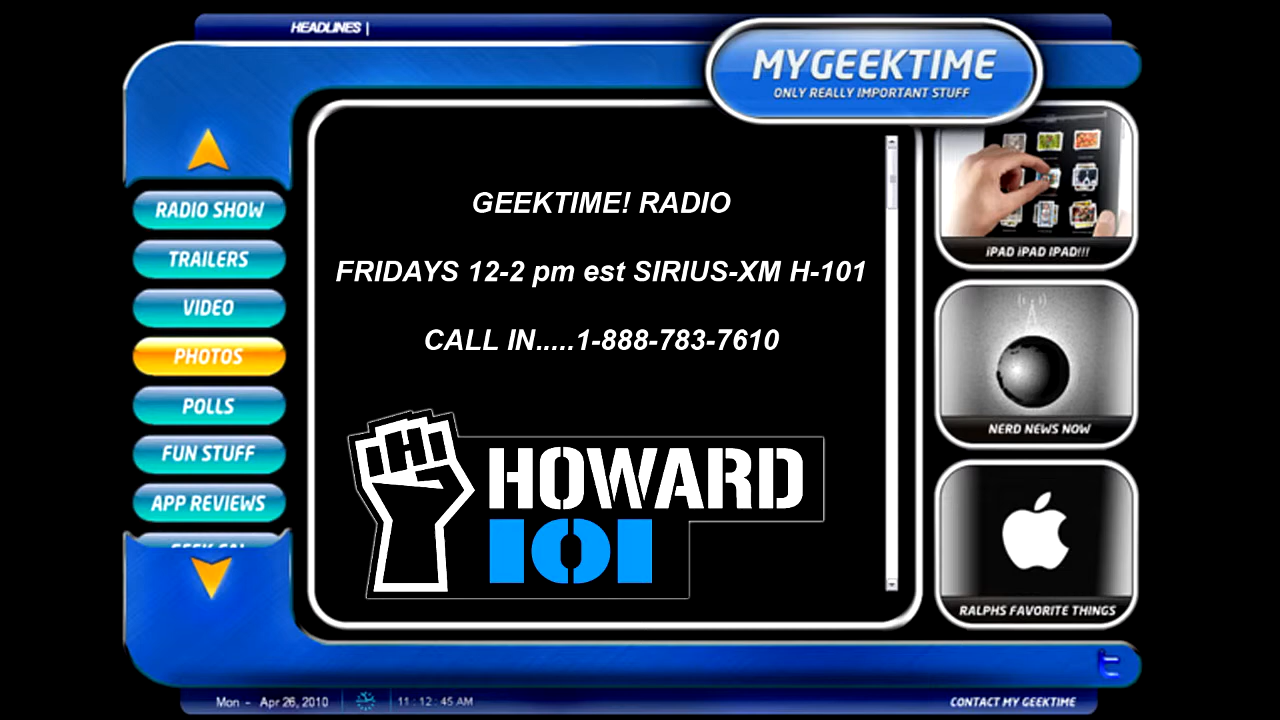 HEADLINES |
MYGEEKTIME
ONLY REALLY IMPORTANT STUFF
RADIO SHOW
TRAILERS
VIDEO
PHOTOS
POLLS
FUN STUFF
APP REVIEWS
GEEKTIME! RADIO
FRIDAYS 12-2 pm est SIRIUS-XM H-101
CALL IN.....1-888-783-7610
HOWARD
101
iPAD iPAD IPAD!!!
NERD NEWS NOW
RALPHS FAVORITE THINGS
Mon - Apr 26, 2010
11 : 12 : 45 AM
CONTACT MY GEEKTIME